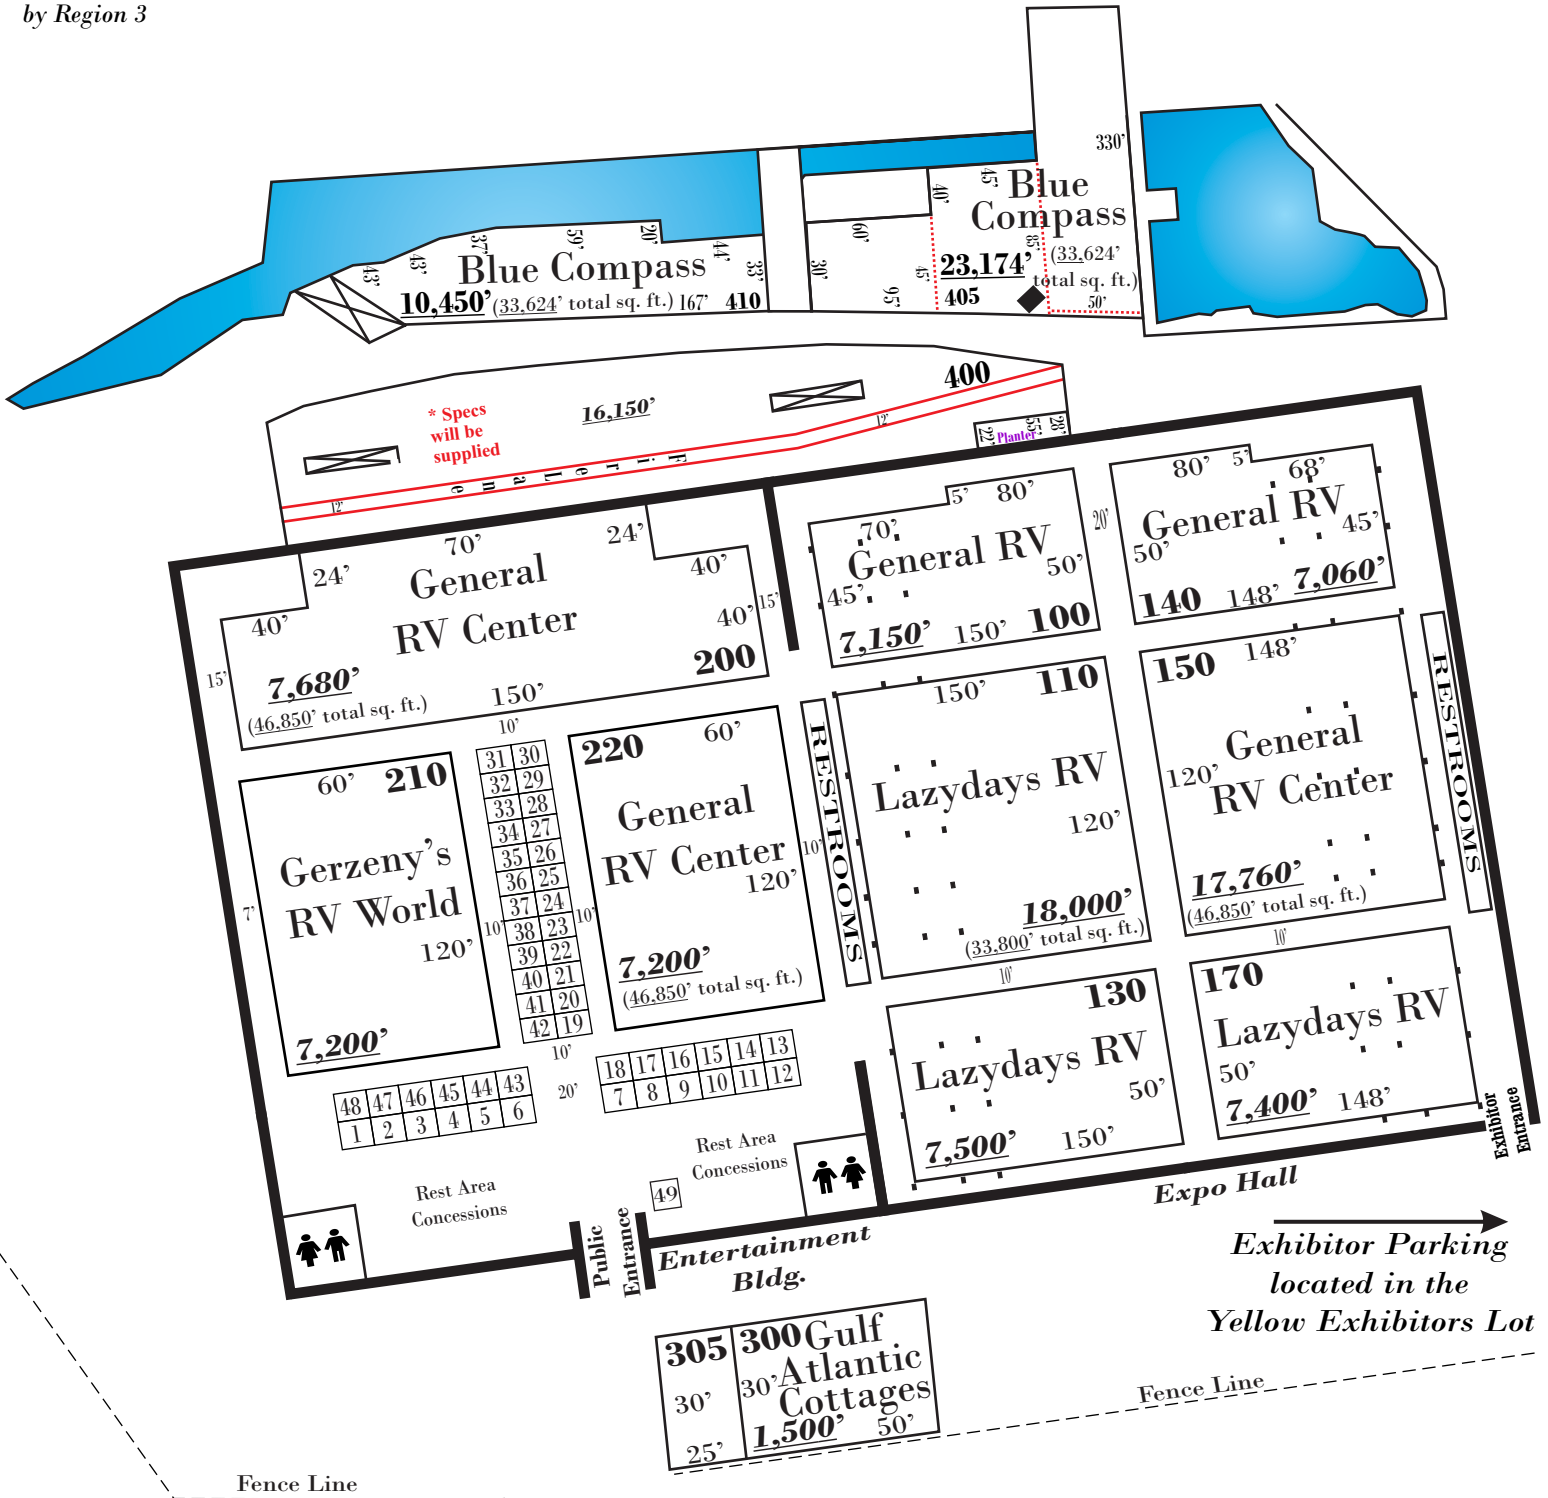 by Region 3
330'
Blue
Compass
45'
40'
85'
23,174'
(33,624'
total sq. ft.)
405
50'
60'
30'
45'
95'
37'
59'
20'
44'
33'
43'
43'
Blue Compass
10,450'
(33,624' total sq. ft.)
167'
410
400
16,150'
* Specs
will be
supplied
12'
12'
Fire Lane
22'
Planter
55'
28'
70'
24'
24'
40'
40'
General
RV Center
40'
15'
15'
200
7,680'
(46,850' total sq. ft.)
150'
10'
5'
80'
70'
General RV
45'
50'
7,150'
150'
100
20'
80'
5'
68'
General RV
50'
45'
140
148'
7,060'
60'
210
Gerzeny's
RV World
7'
120'
7,200'
31 30
32 29
33 28
34 27
35 26
36 25
37 24
38 23
39 22
40 21
41 20
42 19
10'
10'
10'
220
60'
General
RV Center
120'
10'
7,200'
(46,850' total sq. ft.)
RESTROOMS
150'
110
Lazydays RV
120'
18,000'
(33,800' total sq. ft.)
10'
150
148'
General
RV Center
120'
17,760'
(46,850' total sq. ft.)
10'
RESTROOMS
130
Lazydays RV
50'
7,500'
150'
170
Lazydays RV
50'
7,400'
148'
48 47 46 45 44 43
1 2 3 4 5 6
20'
18 17 16 15 14 13
7 8 9 10 11 12
Rest Area
Concessions
Rest Area
Concessions
49
Public
Entrance
Entertainment
Bldg.
Expo Hall
Exhibitor
Entrance
Exhibitor Parking
located in the
Yellow Exhibitors Lot
305
30'
25'
300
Gulf
Atlantic
Cottages
30'
1,500'
50'
Fence Line
Fence Line